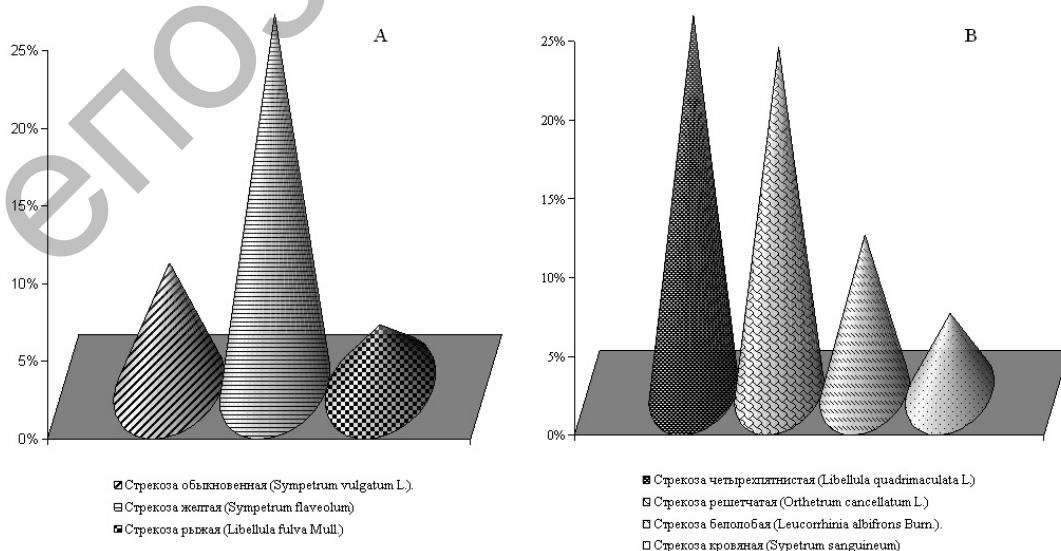 епоз
A
25%
20%
15%
10%
5%
0%
Стрекоза обыкновенная (Sympetrum vulgatum L.).
Стрекоза желтая (Sympetrum flaveolum)
Стрекоза рыжая (Libellula fulva Mull.)
B
25%
20%
15%
10%
5%
0%
Стрекоза четырехпятнистая (Libellula quadrimaculata L.)
Стрекоза решетчатая (Orthetrum cancellatum L.)
Стрекоза белолобая (Leucorrhinia albifrons Burn.).
Стрекоза кровяная (Sypetrum sanguineum)